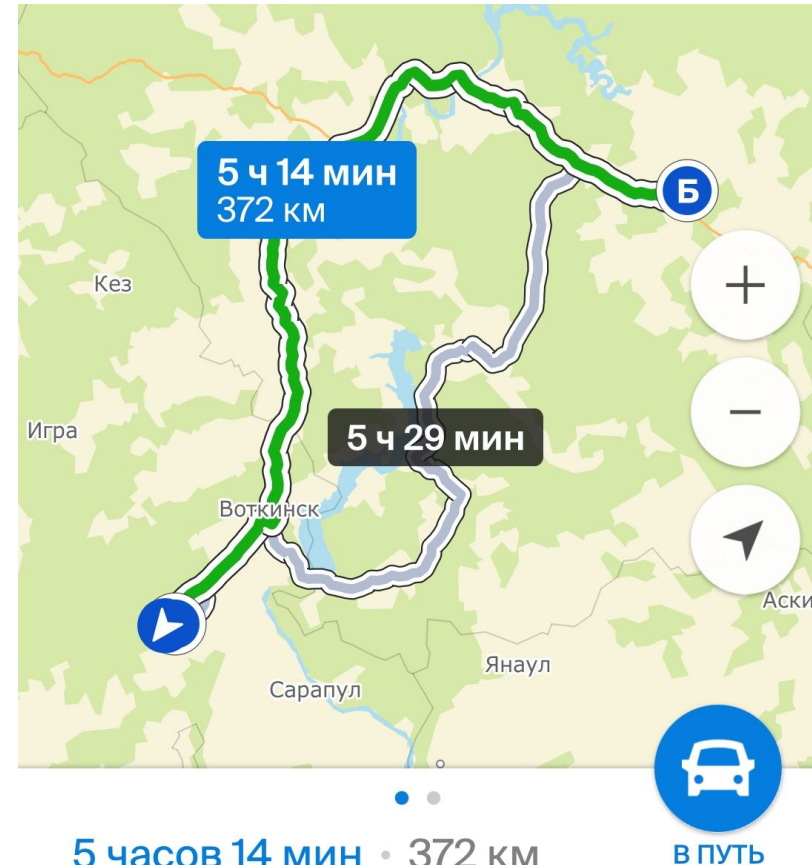 5 ч 14 мин
372 км
Б
Кез
Игра
5 ч 29 мин
Воткинск
Аски
Янаул
Сарапул
5 часов 14 мин • 372 км
В ПУТЬ